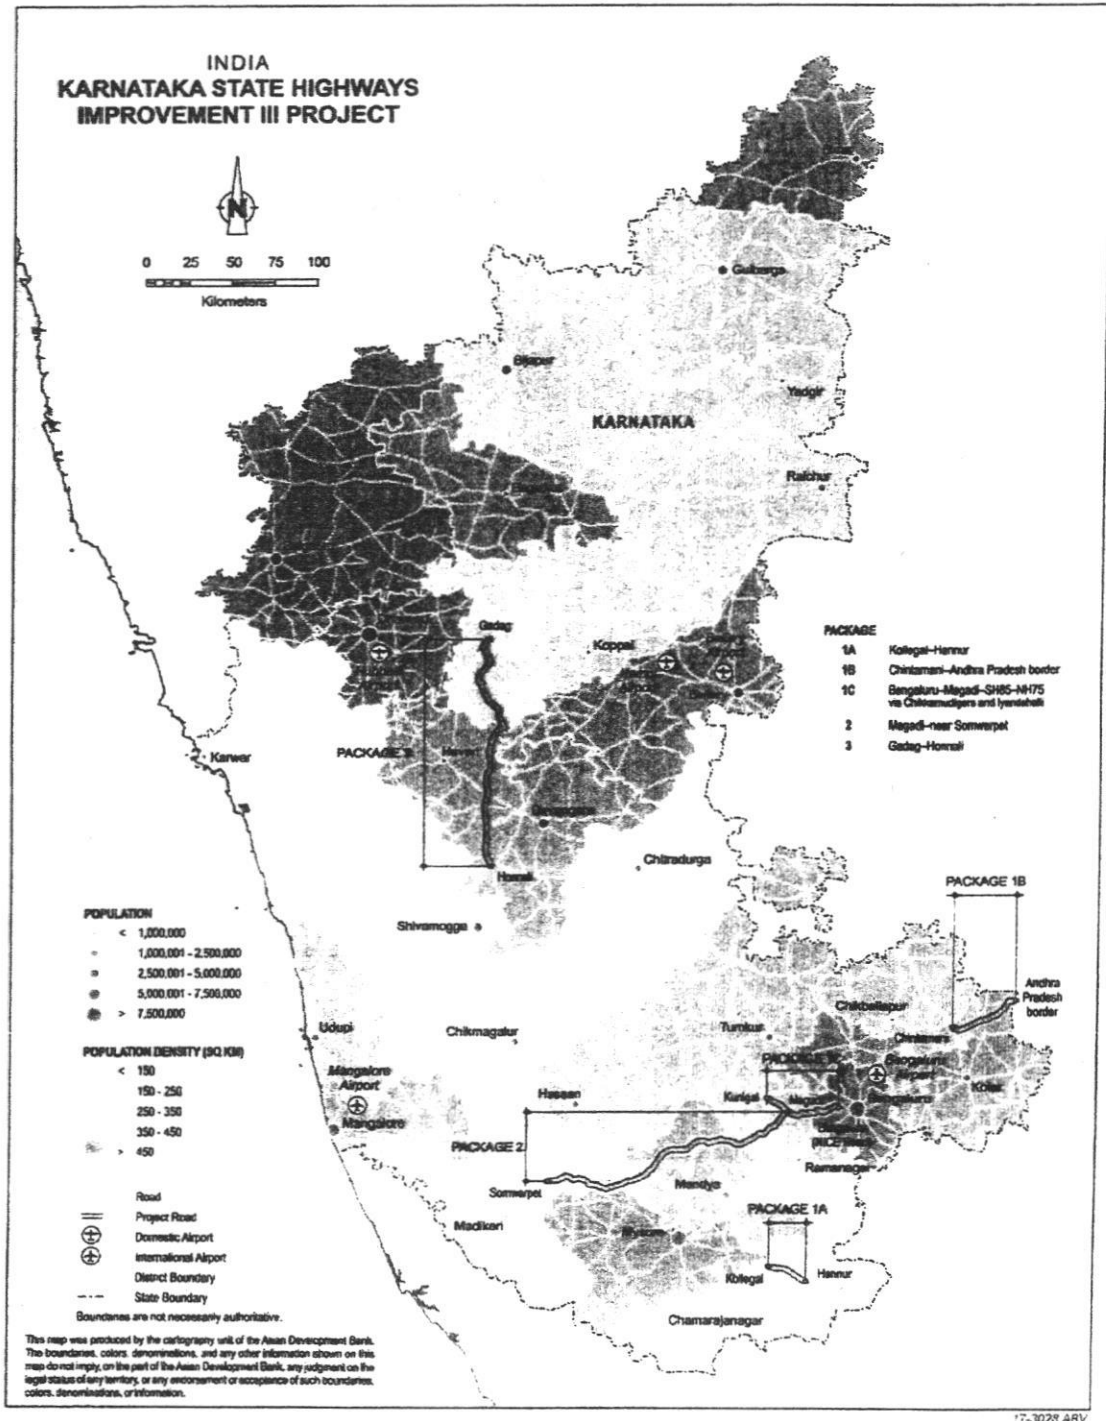 INDIA
KARNATAKA STATE HIGHWAYS
IMPROVEMENT III PROJECT
N
0 25 50 75 100
Kilometers
Gulbarga
Bijapur
Yadgir
KARNATAKA
Raichur
Gadag
Koppal
Airport
Airport
PACKAGE
1A Kollegal–Hannur
1B Chintamani–Andhra Pradesh border
1C Bengaluru–Magadi–SH85–NH75
via Chikkamudigere and Iyandahalli
2 Magadi–near Somwarpet
3 Gadag–Honnali
PACKAGE 3
Haveri
Karwar
Davangere
Chitradurga
Honnali
Shivamogga
PACKAGE 1B
POPULATION
< 1,000,000
1,000,001 - 2,500,000
2,500,001 - 5,000,000
5,000,001 - 7,500,000
> 7,500,000
Andhra
Pradesh
border
Chikballapur
Chintamani
Udupi
Chikmagalur
Tumkur
PACKAGE 1C
Bengaluru
Airport
Kolar
POPULATION DENSITY (SQ KM)
< 150
150 - 250
250 - 350
350 - 450
> 450
Mangalore
Airport
Mangalore
Hassan
Kunigal
Magadi
Bengaluru
Ramanagar
PACKAGE 2
Somwarpet
Mandya
Madikeri
PACKAGE 1A
Mysore
Kollegal
Hannur
Chamarajanagar
Road
Project Road
Domestic Airport
International Airport
District Boundary
State Boundary
Boundaries are not necessarily authoritative.
This map was produced by the cartography unit of the Asian Development Bank.
The boundaries, colors, denominations, and any other information shown on this
map do not imply, on the part of the Asian Development Bank, any judgment on the
legal status of any territory, or any endorsement or acceptance of such boundaries,
colors, denominations, or information.
17-3028 ABV